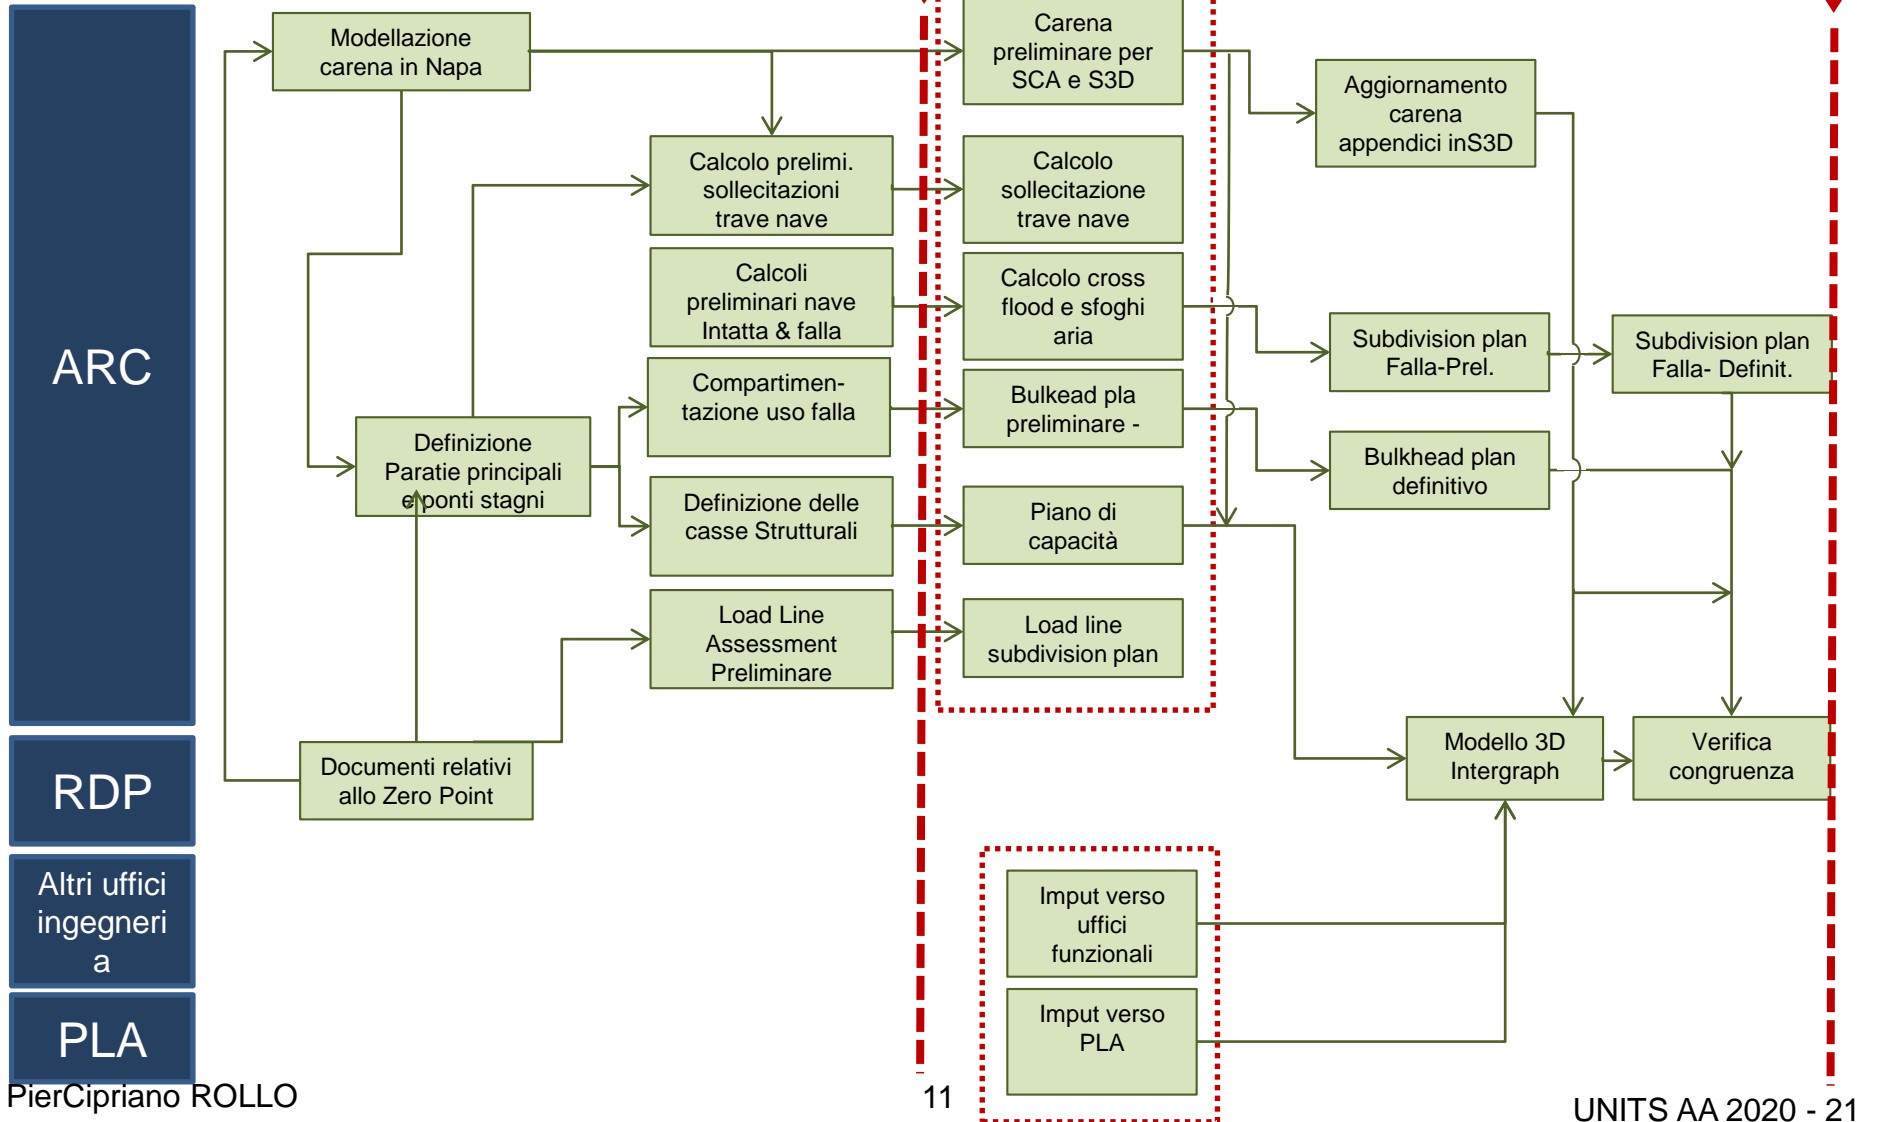 ARC
RDP
Altri uffici
ingegneri
a
PLA
Modellazione
carena in Napa
Definizione
Paratie principali
e ponti stagni
Documenti relativi
allo Zero Point
Calcolo prelimi.
sollecitazioni
trave nave
Calcoli
preliminari nave
Intatta & falla
Compartimen-
tazione uso falla
Definizione delle
casse Strutturali
Load Line
Assessment
Preliminare
Carena
preliminare per
SCA e S3D
Calcolo
sollecitazione
trave nave
Calcolo cross
flood e sfoghi
aria
Bulkead pla
preliminare -
Piano di
capacità
Load line
subdivision plan
Imput verso
uffici
funzionali
Imput verso
PLA
Aggiornamento
carena
appendici inS3D
Subdivision plan
Falla-Prel.
Bulkhead plan
definitivo
Subdivision plan
Falla- Definit.
Modello 3D
Intergraph
Verifica
congruenza
PierCipriano ROLLO
11
UNITS AA 2020 - 21